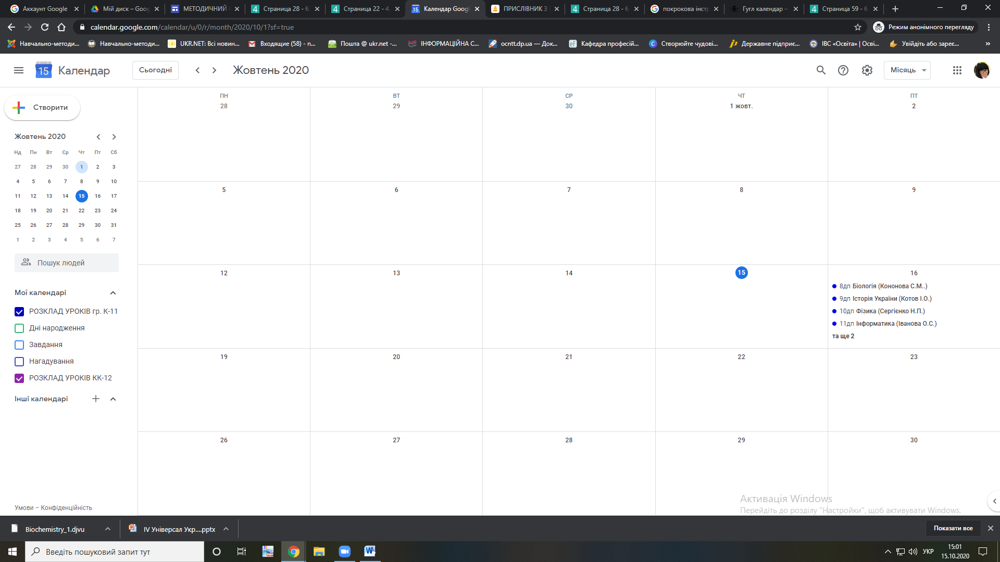 Аккаунт Google
Мій диск – Goog
МЕТОДИЧНИЙ
Страница 28 - 6.
Страница 22 - 4.
Календар Googl
ПРИСЛІВНИК З
Страница 28 - 6.
покрокова інстр
Гугл календар –
Страница 59 - 6.
calendar.google.com/calendar/u/0/r/month/2020/10/1?sf=true
Режим анонімного перегляду
Навчально-методи...
Навчально-методи...
UKR.NET: Всі новин...
Входящие (58) - n...
Пошта @ ukr.net -...
ІНФОРМАЦІЙНА С...
ocntt.dp.ua — Док...
Кафедра професій...
Створюйте чудові...
Державне підприє...
ІВС «Освіта» | Осві...
Увійдіть або зареє...
»
15 Календар
Сьогодні
Жовтень 2020
Місяць
Створити
Жовтень 2020
Нд Пн Вт Ср Чт Пт Сб
27 28 29 30 1 2 3
4 5 6 7 8 9 10
11 12 13 14 15 16 17
18 19 20 21 22 23 24
25 26 27 28 29 30 31
1 2 3 4 5 6 7
Пошук людей
Мої календарі
РОЗКЛАД УРОКІВ гр. К-11
Дні народження
Завдання
Нагадування
РОЗКЛАД УРОКІВ КК-12
Інші календарі
Умови – Конфіденційність
ПН ВТ СР ЧТ ПТ
28 29 30 1 жовт. 2
5 6 7 8 9
12 13 14 15 16
8дп Біологія (Кононова С.М..)
9дп Історія України (Котов І.О.)
10дп Фізика (Сергієнко Н.П.)
11дп Інформатика (Іванова О.С.)
та ще 2
19 20 21 22 23
26 27 28 29 30
Активація Windows
Перейдіть до розділу "Настройки", щоб активувати Windows.
Biochemistry_1.djvu
IV Універсал Укр....pptx
Показати все
Введіть пошуковий запит тут
УКР
15:01
15.10.2020